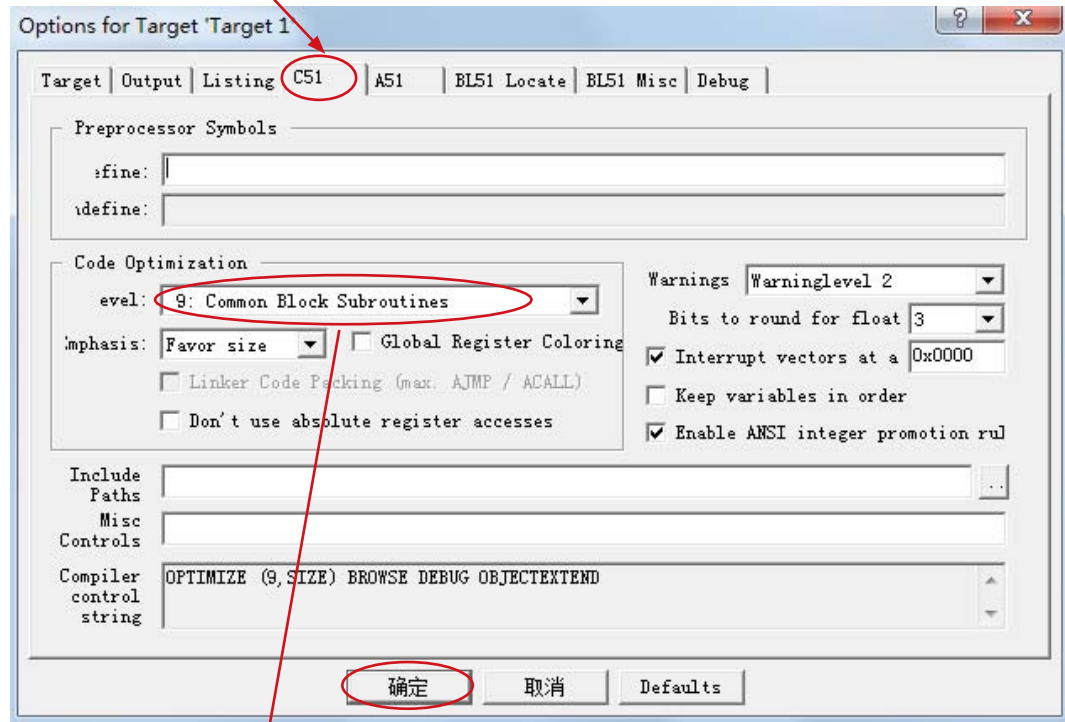 Options for Target 'Target 1'
Target Output Listing C51 A51 BL51 Locate BL51 Misc Debug
Preprocessor Symbols
efine:
ndefine:
Code Optimization
evel: 9: Common Block Subroutines
Warnings Warninglevel 2
Bits to round for float 3
mphasis: Favor size Global Register Coloring
Interrupt vectors at a 0x0000
Linker Code Packing (max. AJMP / ACALL)
Keep variables in order
Don't use absolute register accesses
Enable ANSI integer promotion rul
Include
Paths
..
Misc
Controls
Compiler
control
string
OPTIMIZE (9,SIZE) BROWSE DEBUG OBJECTEXTEND
确定 取消 Defaults